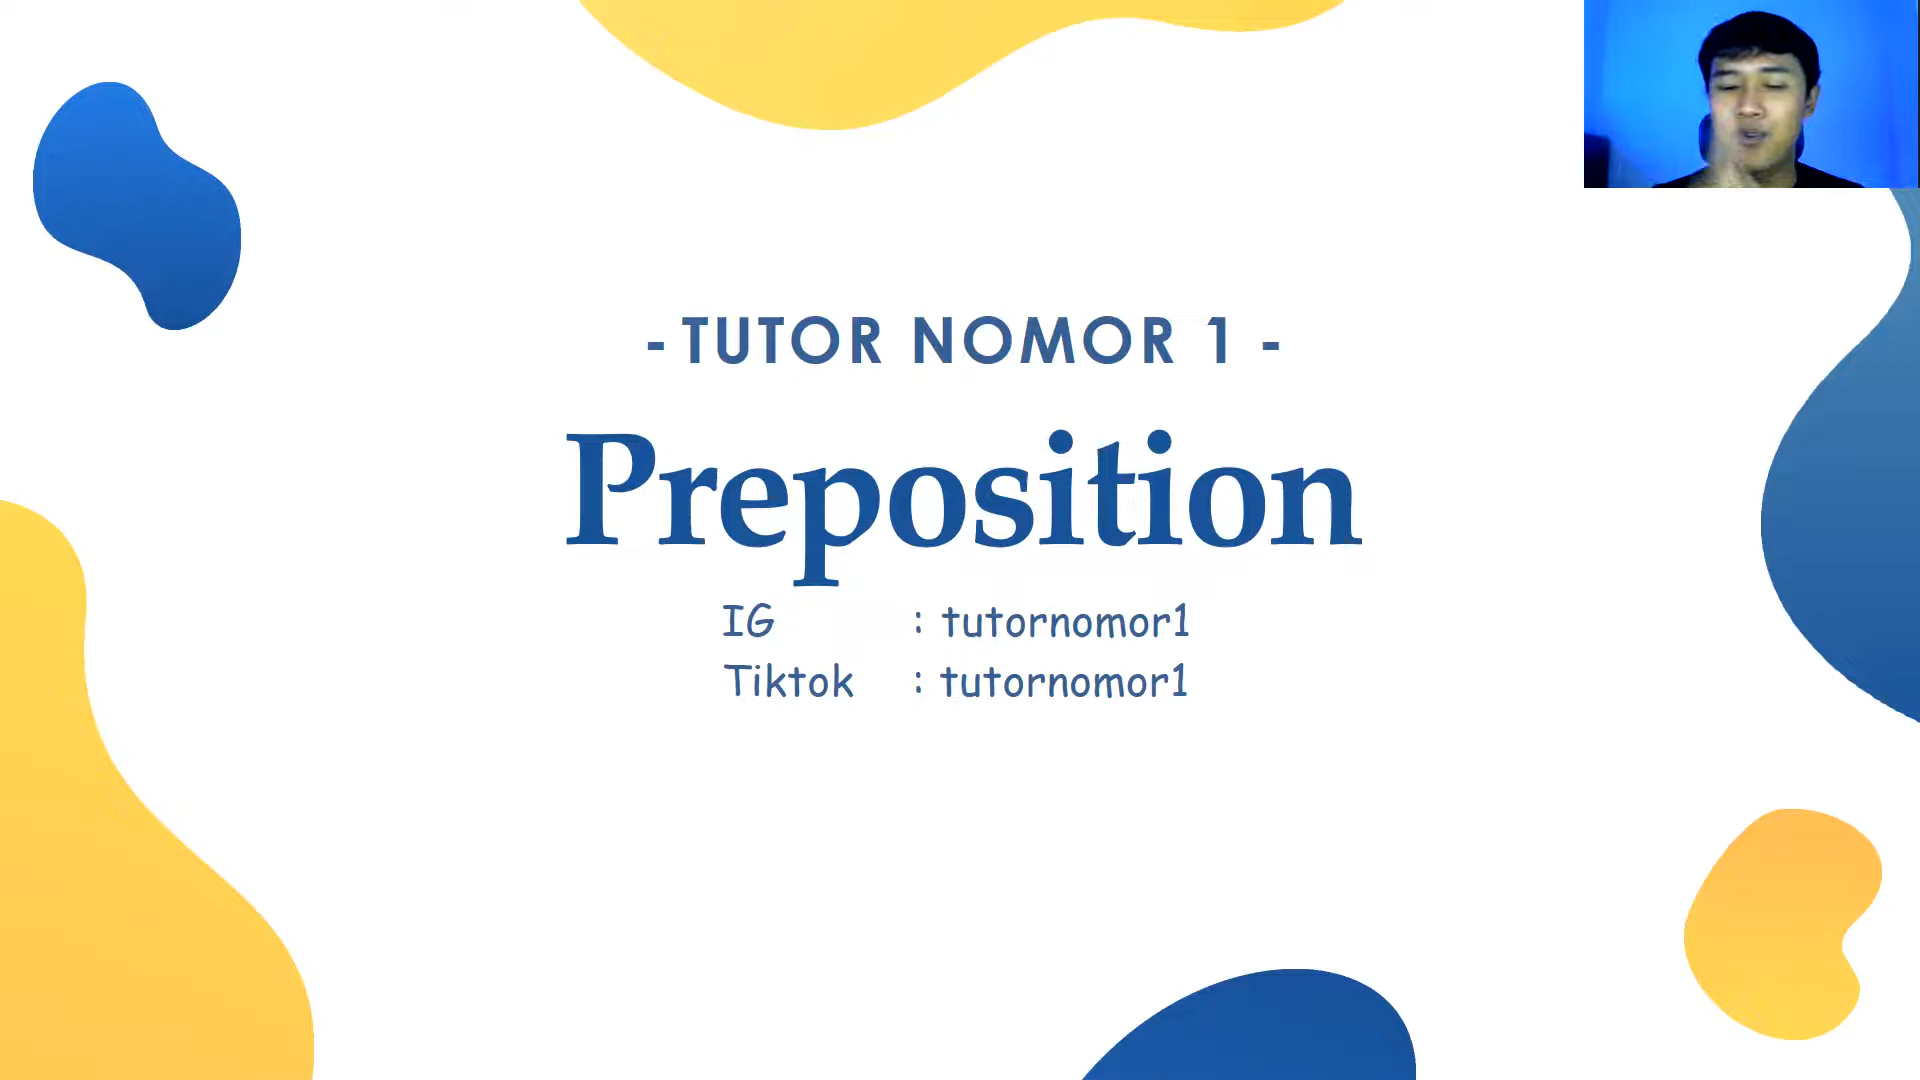 - TUTOR NOMOR 1 -
Preposition
IG : tutornomor1
Tiktok : tutornomor1